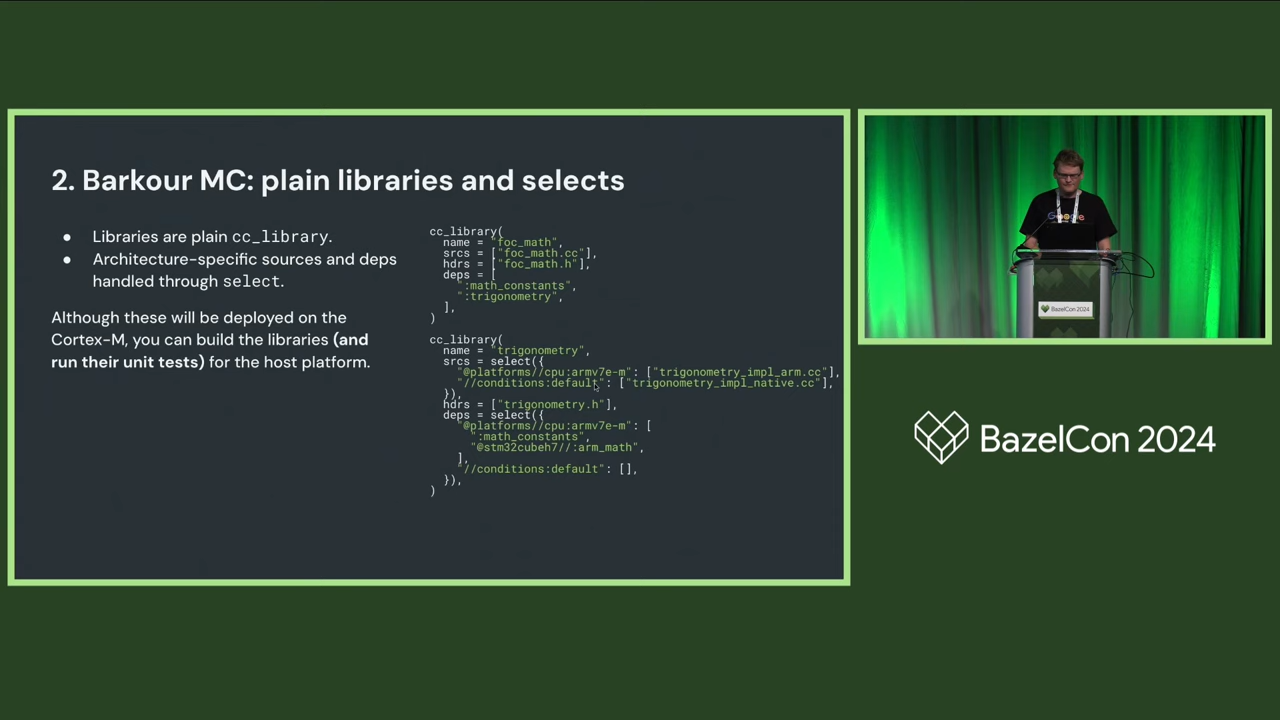 2. Barkour MC: plain libraries and selects
● Libraries are plain cc_library.
● Architecture-specific sources and deps
handled through select.
Although these will be deployed on the
Cortex-M, you can build the libraries (and
run their unit tests) for the host platform.
cc_library(
  name = "foc_math",
  srcs = ["foc_math.cc"],
  hdrs = ["foc_math.h"],
  deps = [
    ":math_constants",
    ":trigonometry",
  ],
)
cc_library(
  name = "trigonometry",
  srcs = select({
    "@platforms//cpu:armv7e-m": ["trigonometry_impl_arm.cc"],
    "//conditions:default": ["trigonometry_impl_native.cc"],
  }),
  hdrs = ["trigonometry.h"],
  deps = select({
    "@platforms//cpu:armv7e-m": [
      ":math_constants",
      "@stm32cubeh7//:arm_math",
    ],
    "//conditions:default": [],
  }),
)
Google
BazelCon 2024
BazelCon 2024